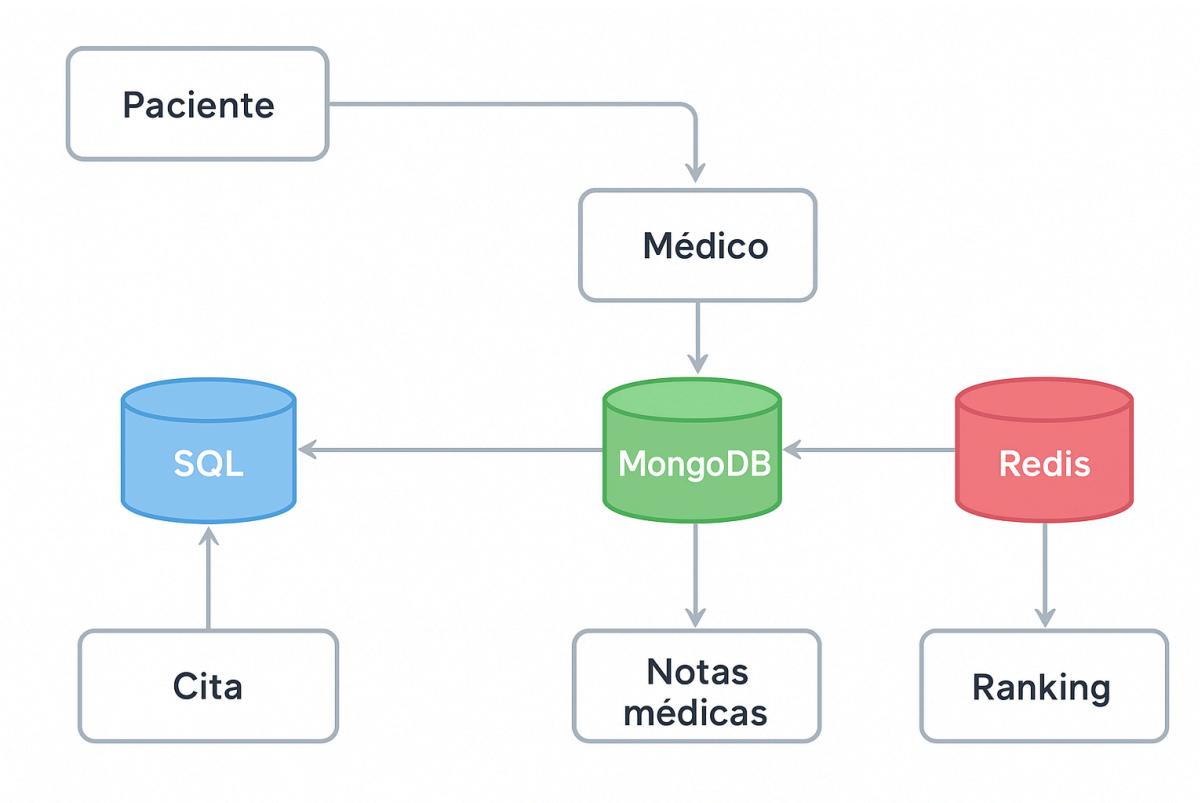 Paciente
Médico
SQL
MongoDB
Redis
Cita
Notas
médicas
Ranking